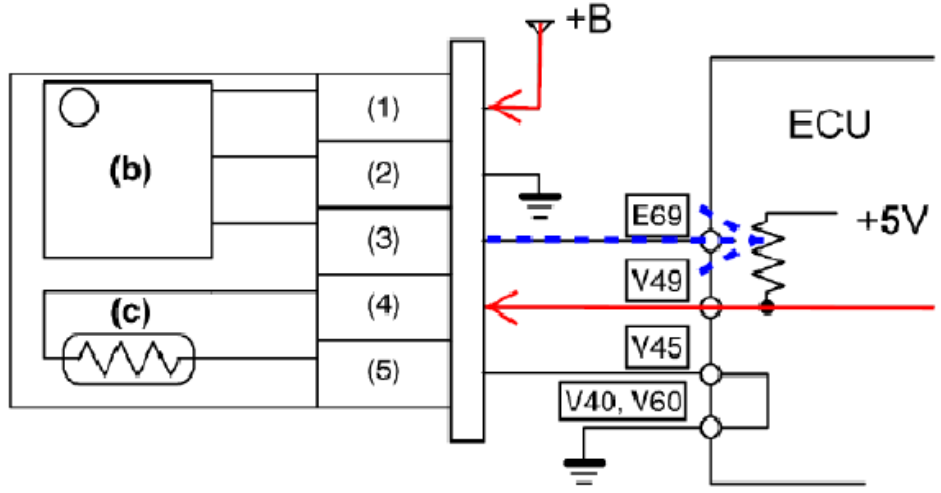 +B
ECU
(1)
(b)
(2)
E69
+5V
(3)
V49
(c)
(4)
V45
(5)
V40, V60